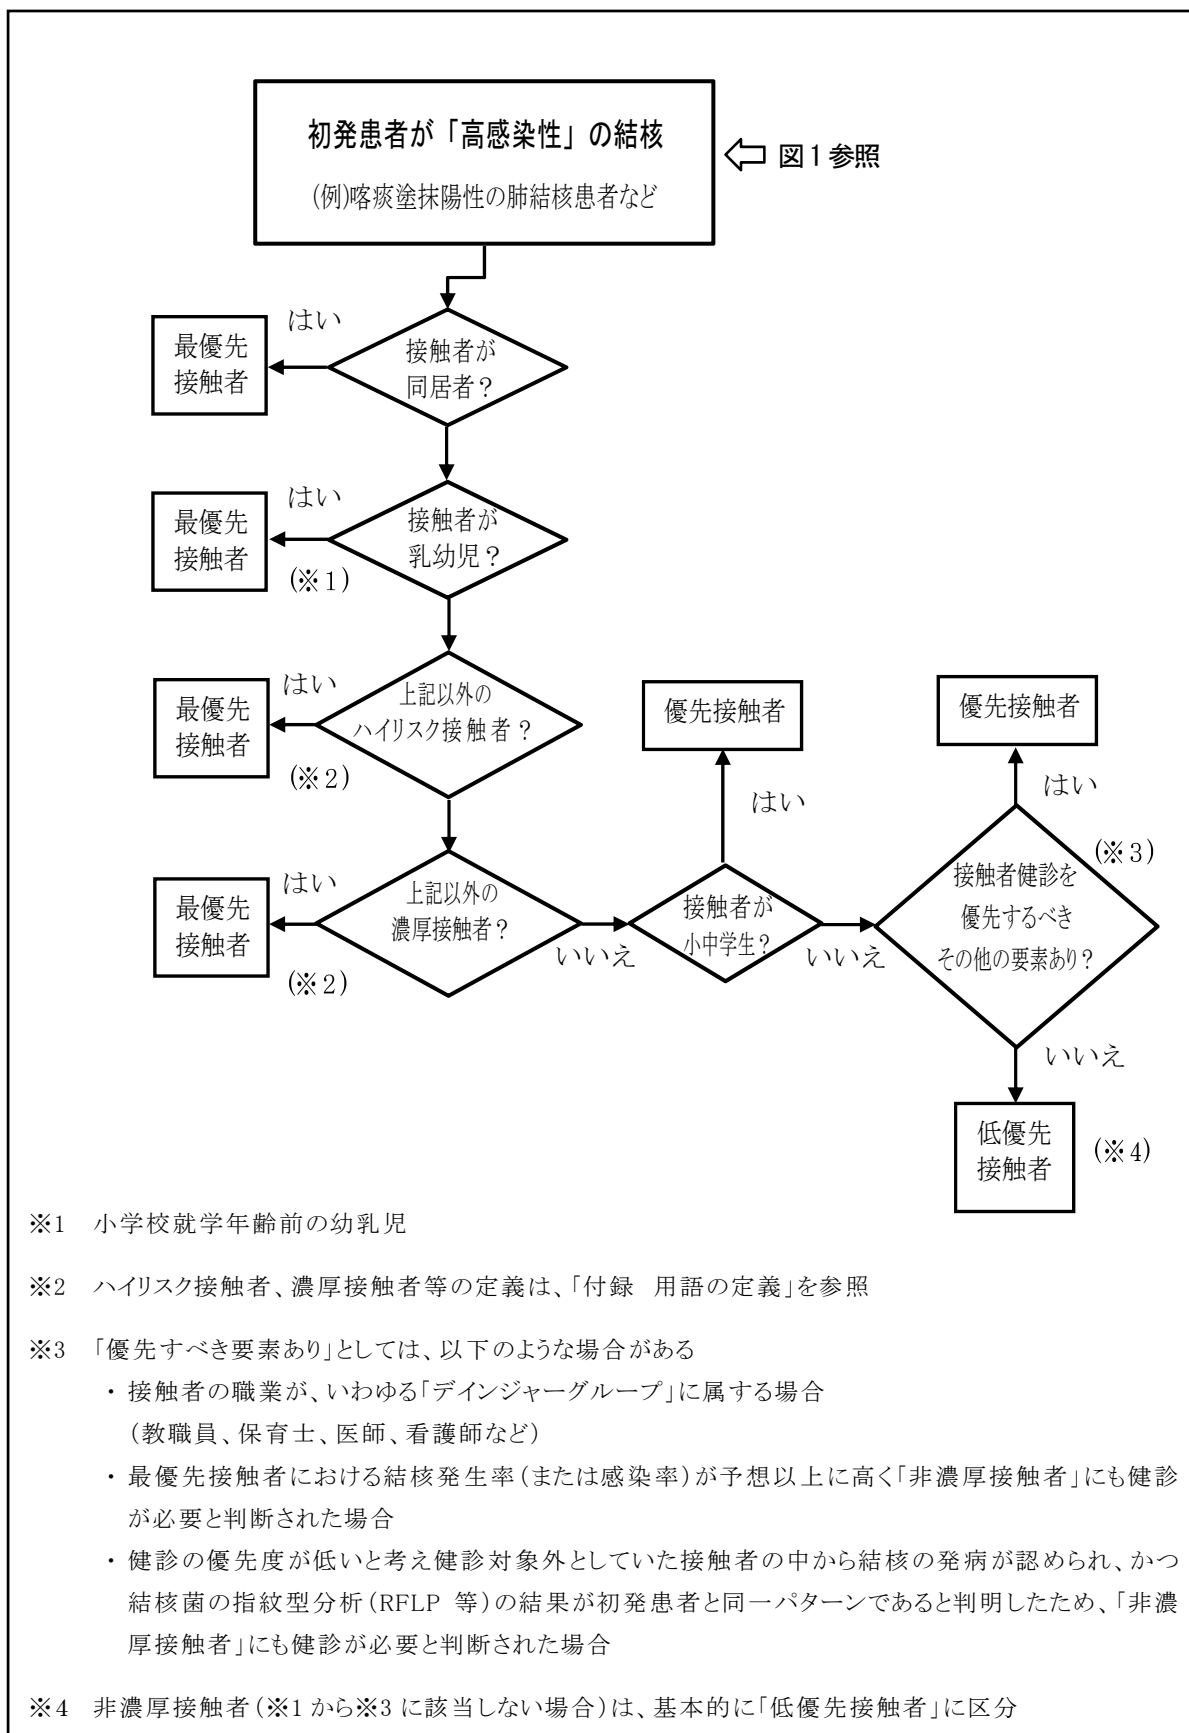 初発患者が「高感染性」の結核
(例)喀痰塗抹陽性の肺結核患者など
図1参照
はい
最優先
接触者
接触者が
同居者？
はい
最優先
接触者
(※1)
接触者が
乳幼児？
はい
最優先
接触者
(※2)
上記以外の
ハイリスク接触者？
はい
最優先
接触者
(※2)
上記以外の
濃厚接触者？
いいえ
優先接触者
はい
接触者が
小中学生？
いいえ
優先接触者
はい
(※3)
接触者健診を
優先するべき
その他の要素あり？
いいえ
低優先
接触者
(※4)
※1 小学校就学年齢前の幼乳児
※2 ハイリスク接触者、濃厚接触者等の定義は、「付録 用語の定義」を参照
※3 「優先すべき要素あり」としては、以下のような場合がある
・接触者の職業が、いわゆる「デインジャーグループ」に属する場合
（教職員、保育士、医師、看護師など）
・最優先接触者における結核発生率(または感染率)が予想以上に高く「非濃厚接触者」にも健診
が必要と判断された場合
・健診の優先度が低いと考え健診対象外としていた接触者の中から結核の発病が認められ、かつ
結核菌の指紋型分析(RFLP 等)の結果が初発患者と同一パターンであると判明したため、「非濃
厚接触者」にも健診が必要と判断された場合
※4 非濃厚接触者(※1から※3に該当しない場合)は、基本的に「低優先接触者」に区分